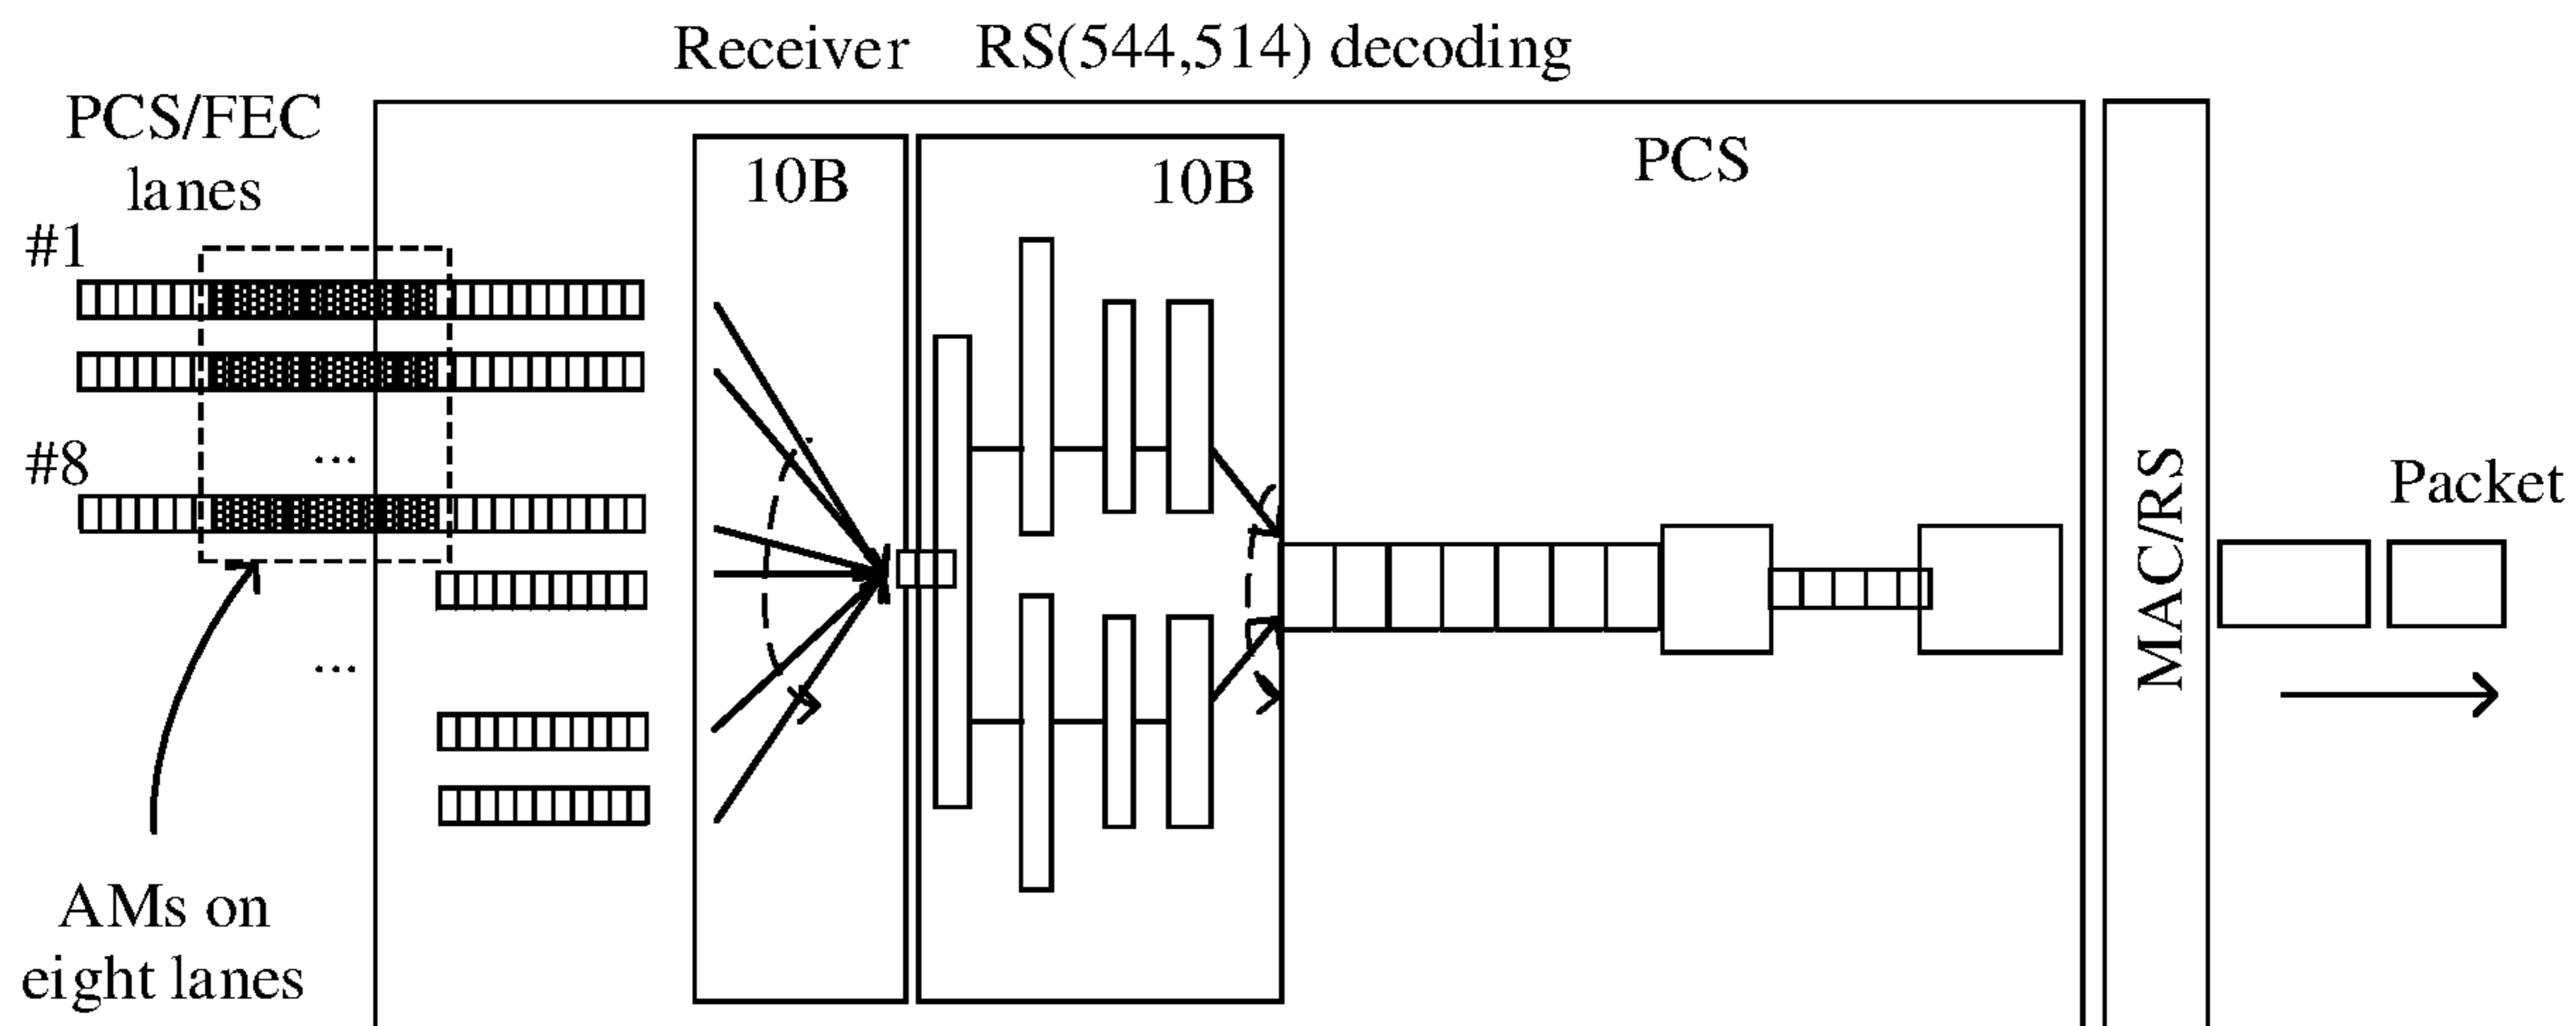 Receiver RS(544,514) decoding
PCS/FEC
lanes
10B
10B
PCS
#1
#8
...
...
MAC/RS
Packet
AMs on
eight lanes